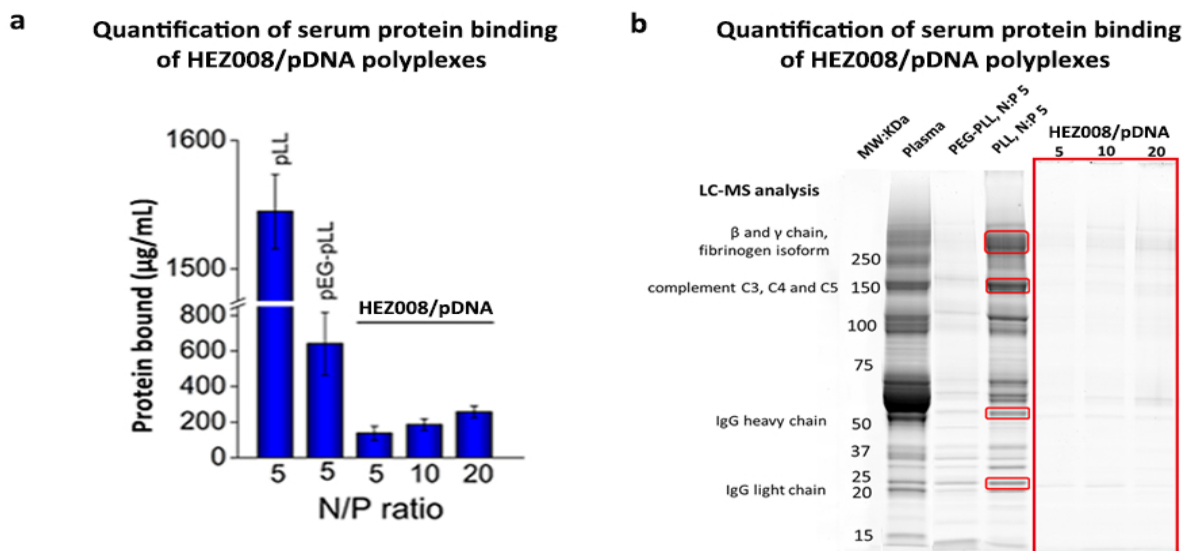 a
Quantification of serum protein binding
of HEZ008/pDNA polyplexes
Protein bound (μg/mL)
1600
1500
800
600
400
200
0
pLL
pEG-pLL
HEZ008/pDNA
5
5
5
10
20
N/P ratio
b
Quantification of serum protein binding
of HEZ008/pDNA polyplexes
MW:KDa
Plasma
PEG-PLL, N:P 5
PLL, N:P 5
HEZ008/pDNA
5 10 20
LC-MS analysis
β and γ chain,
fibrinogen isoform
250
complement C3, C4 and C5
150
100
75
IgG heavy chain
50
37
25
IgG light chain
20
15